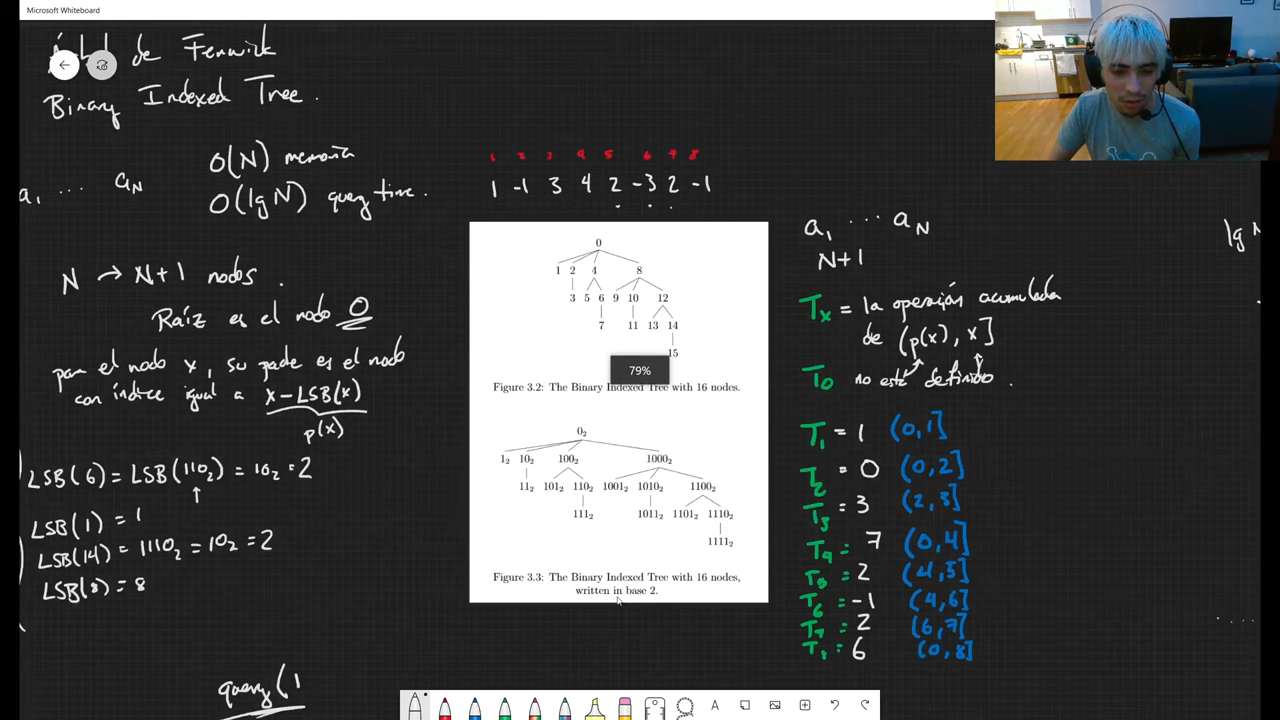 Microsoft Whiteboard
de Fenwick
Binary Indexed Tree.
a₁ ... aN
O(N) memoria
O(lg N) query time.
N → N+1 nodos.
Raíz es el nodo 0
para el nodo x, su padre es el nodo
con índice igual a x-LSB(x)
p(x)
LSB(6) = LSB(110₂) = 10₂ = 2
LSB(1) = 1
LSB(14) = 1110₂ = 10₂ = 2
LSB(8) = 8
query(1
1 2 3 4 5 6 7 8
1 -1 3 4 2 -3 2 -1
0
1 2 4 8
3 5 6 9 10 12
7 11 13 14
15
79%
Figure 3.2: The Binary Indexed Tree with 16 nodes.
0₂
1₂ 10₂ 100₂ 1000₂
11₂ 101₂ 110₂ 1001₂ 1010₂ 1100₂
111₂ 1011₂ 1101₂ 1110₂
1111₂
Figure 3.3: The Binary Indexed Tree with 16 nodes,
written in base 2.
a₁ ... aN
N+1
Tx = la operación acumulada
de (p(x), x]
T₀ no está definido.
T₁ = 1 (0,1]
T₂ = 0 (0,2]
T₃ = 3 (2,3]
T₄ = 7 (0,4]
T₅ = 2 (4,5]
T₆ = -1 (4,6]
T₇ = 2 (6,7]
= 6 (0,8]
lg N
A